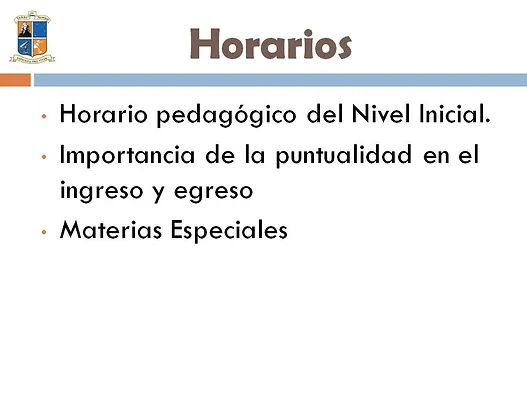 Horarios
• Horario pedagógico del Nivel Inicial.
• Importancia de la puntualidad en el
ingreso y egreso
• Materias Especiales